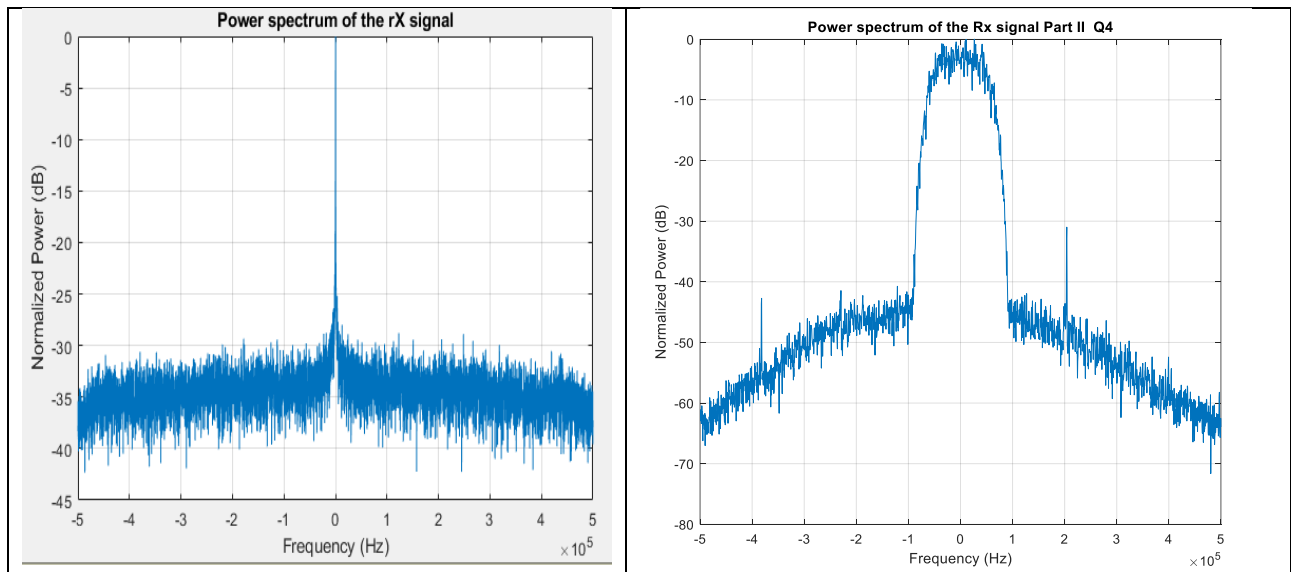 Power spectrum of the rX signal
0
-5
-10
-15
-20
-25
-30
-35
-40
-45
Normalized Power (dB)
-5 -4 -3 -2 -1 0 1 2 3 4 5
Frequency (Hz)
×10^5
Power spectrum of the Rx signal Part II Q4
0
-10
-20
-30
-40
-50
-60
-70
-80
Normalized Power (dB)
-5 -4 -3 -2 -1 0 1 2 3 4 5
Frequency (Hz)
×10^5